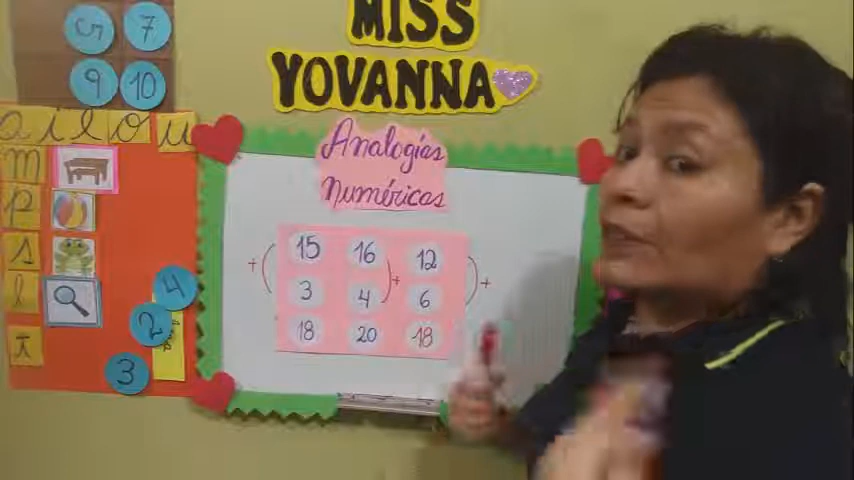 MISS
YOVANNA
5 7
9 10
a i e o u
m
p
s
l
Analogías
Numéricas
+ 15 16 12
3 4 + 6 +
18 20 18
4
2
3